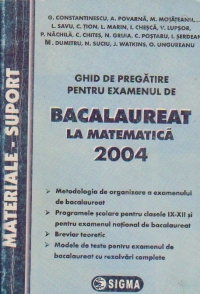 G. CONSTANTINESCU, A. POVARNĂ, M. MOTĂȚEANU,
L. SAVU, C. ȚION, L. MARIN, I. CHEȘCĂ, V. LUPȘOR,
P. NĂCHILĂ, C. CHITEȘ, N. GRUIA, C. POSTARU, L. ȘERDEAN
M. DUMITRU, N. SUCIU, J. WATKINS, O. UNGUREANU
GHID DE PREGĂTIRE
PENTRU EXAMENUL DE
BACALAUREAT
LA MATEMATICĂ
2004
Metodologia de organizare a examenului
de bacalaureat
Programele școlare pentru clasele IX-XII și
pentru examenul național de bacalaureat
Breviar teoretic
Modele de teste pentru examenul de
bacalaureat cu rezolvări complete
SIGMA
MATERIALE - SUPORT